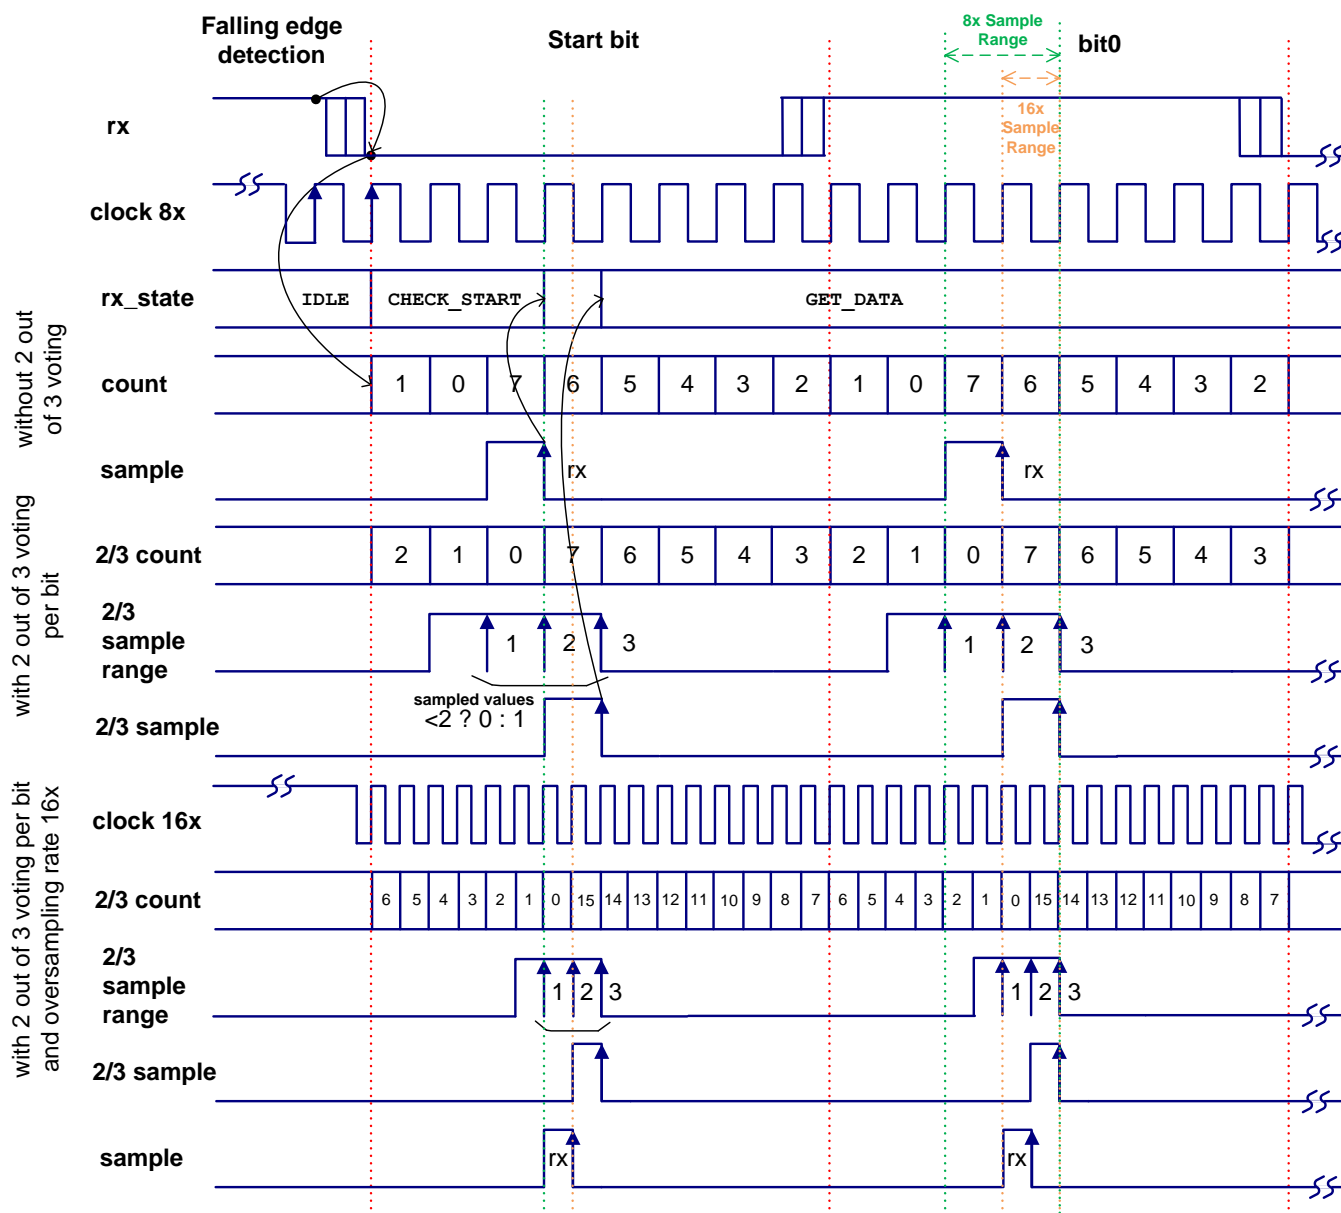 Falling edge
detection
Start bit
8x Sample
Range
bit0
rx
16x
Sample
Range
clock 8x
rx_state
IDLE
CHECK_START
GET_DATA
without 2 out
of 3 voting
count
1 0 7 6 5 4 3 2 1 0 7 6 5 4 3 2
sample
rx
rx
with 2 out of 3 voting
per bit
2/3 count
2 1 0 7 6 5 4 3 2 1 0 7 6 5 4 3
2/3
sample
range
1 2 3
1 2 3
sampled values
<2 ? 0 : 1
2/3 sample
with 2 out of 3 voting per bit
and oversampling rate 16x
clock 16x
2/3 count
6 5 4 3 2 1 0 15 14 13 12 11 10 9 8 7 6 5 4 3 2 1 0 15 14 13 12 11 10 9 8 7
2/3
sample
range
1 2 3
1 2 3
2/3 sample
sample
rx
rx